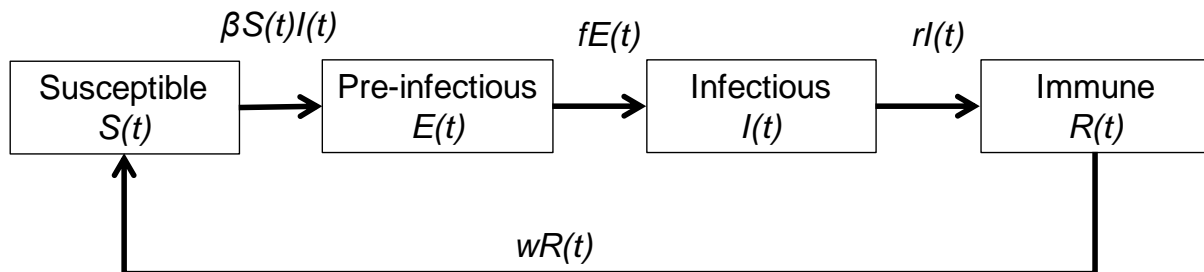 βS(t)I(t)
fE(t)
rI(t)
Susceptible
S(t)
Pre-infectious
E(t)
Infectious
I(t)
Immune
R(t)
wR(t)